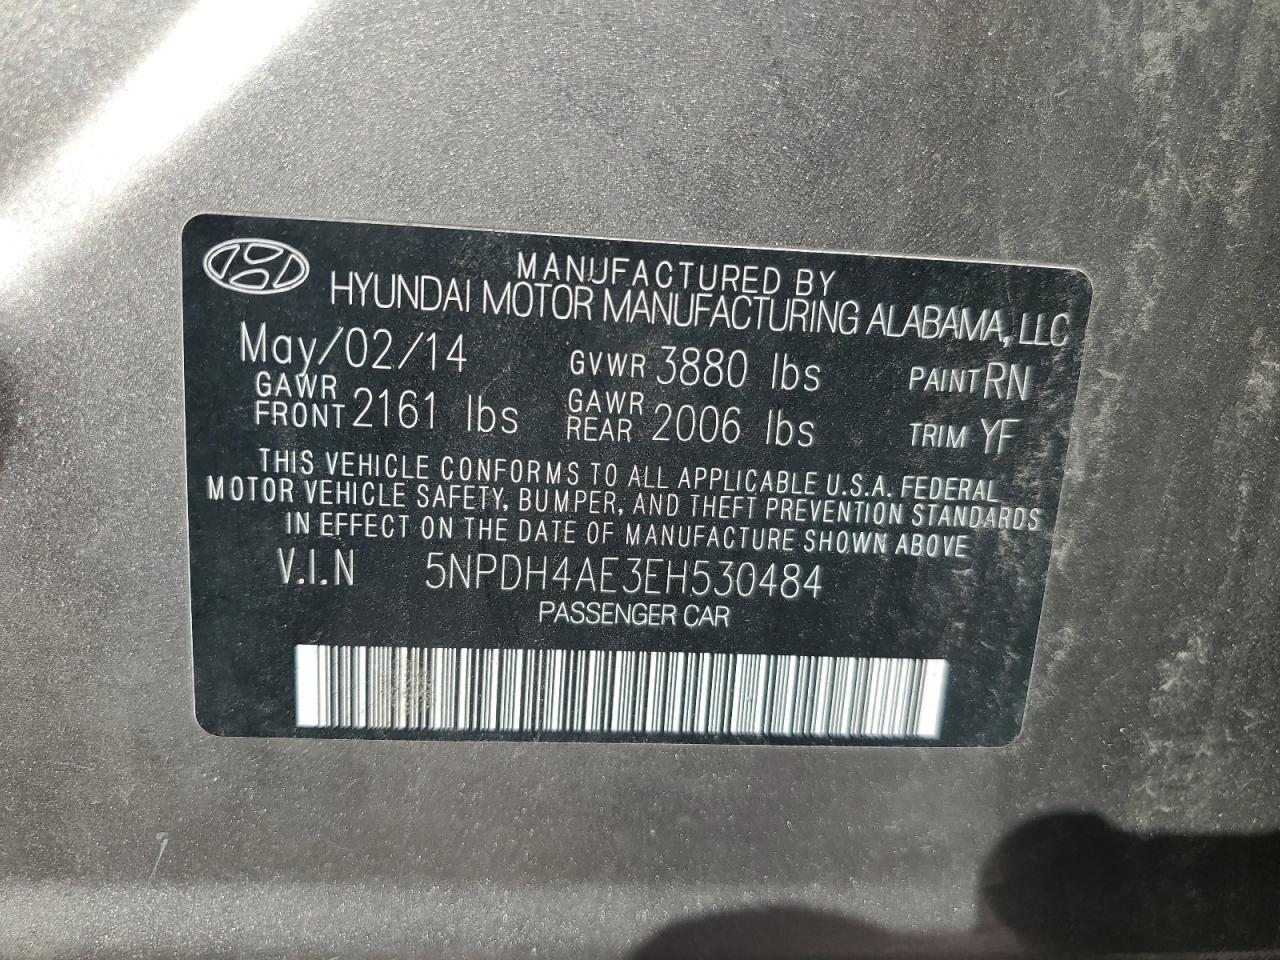 MANUFACTURED BY
HYUNDAI MOTOR MANUFACTURING ALABAMA, LLC
May/02/14 GVWR 3880 lbs PAINT RN
GAWR FRONT 2161 lbs GAWR REAR 2006 lbs TRIM YF
THIS VEHICLE CONFORMS TO ALL APPLICABLE U.S.A. FEDERAL
MOTOR VEHICLE SAFETY, BUMPER, AND THEFT PREVENTION STANDARDS
IN EFFECT ON THE DATE OF MANUFACTURE SHOWN ABOVE
V.I.N 5NPDH4AE3EH530484
PASSENGER CAR